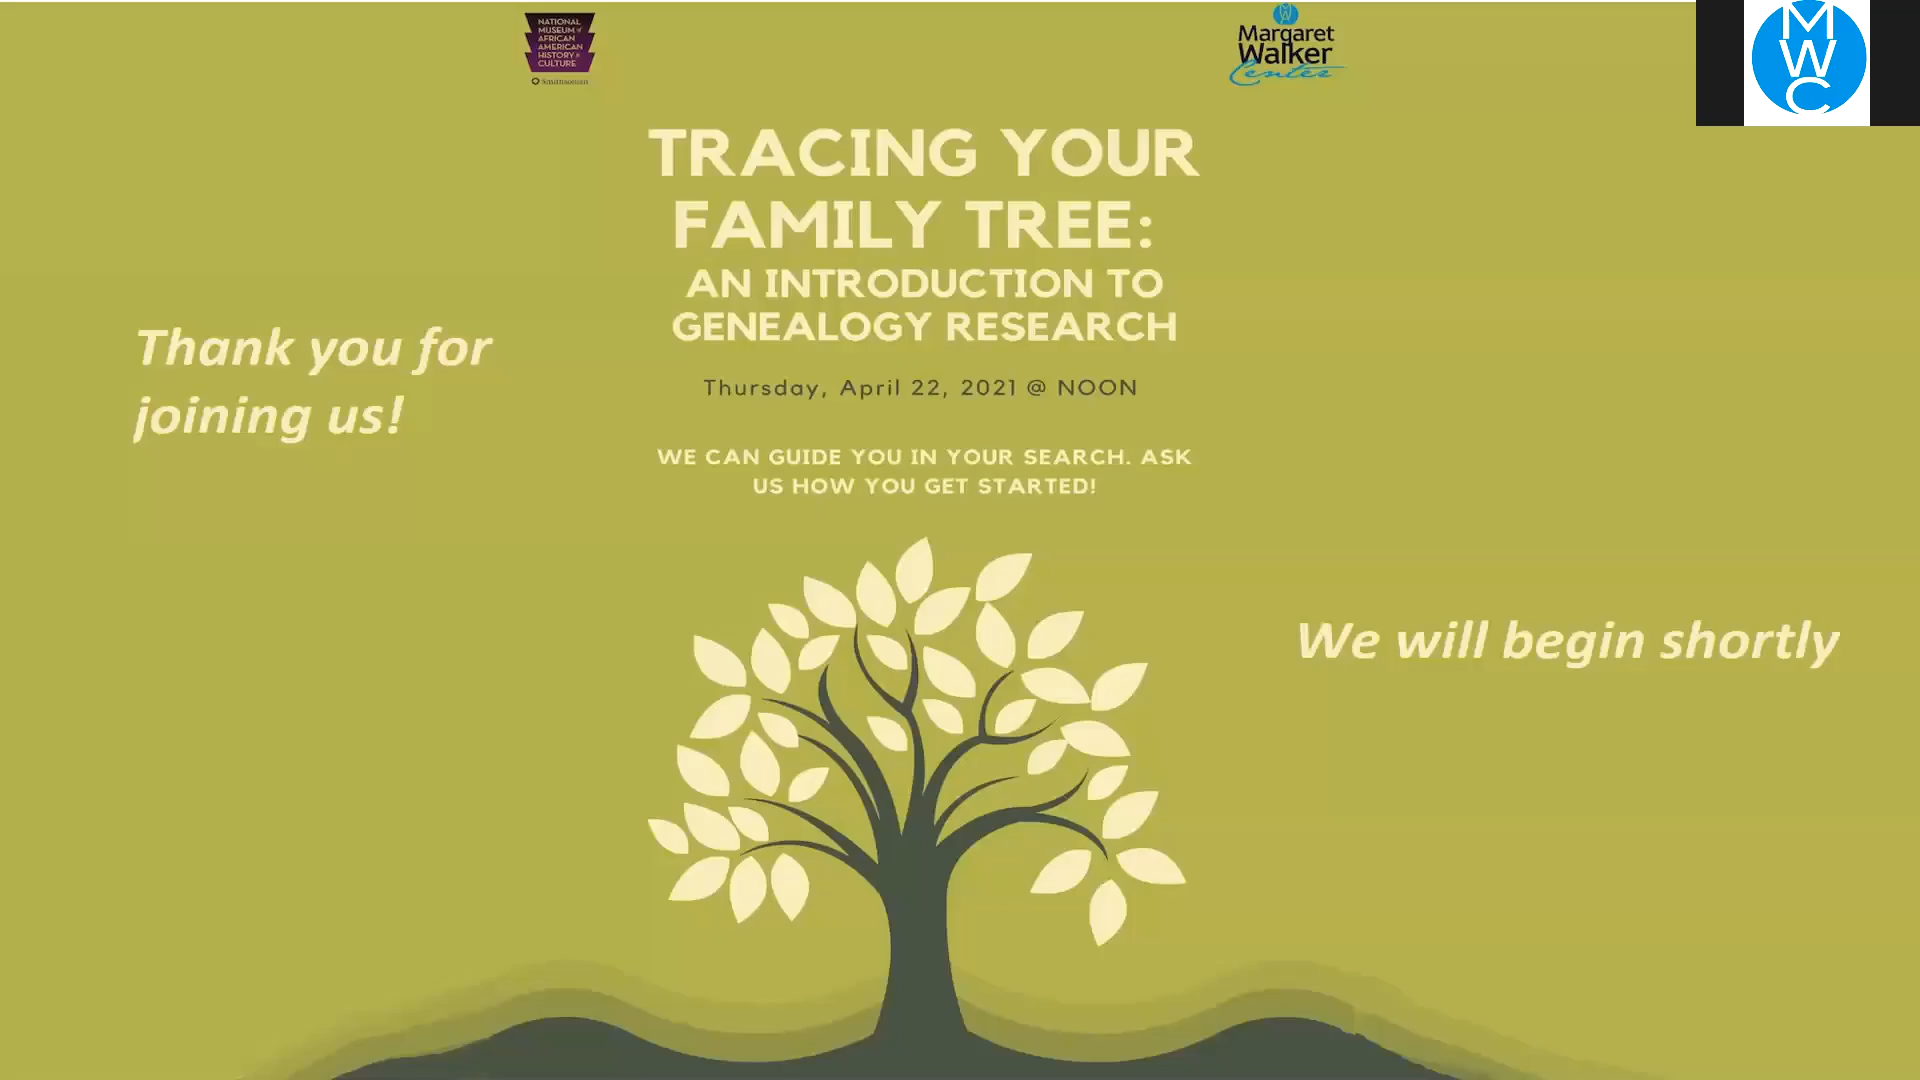 NATIONAL
MUSEUM of
AFRICAN
AMERICAN
HISTORY &
CULTURE
Smithsonian
MWC
Margaret
Walker
Center
M
W
C
TRACING YOUR
FAMILY TREE:
AN INTRODUCTION TO
GENEALOGY RESEARCH
Thank you for
joining us!
Thursday, April 22, 2021 @ NOON
WE CAN GUIDE YOU IN YOUR SEARCH. ASK
US HOW YOU GET STARTED!
We will begin shortly